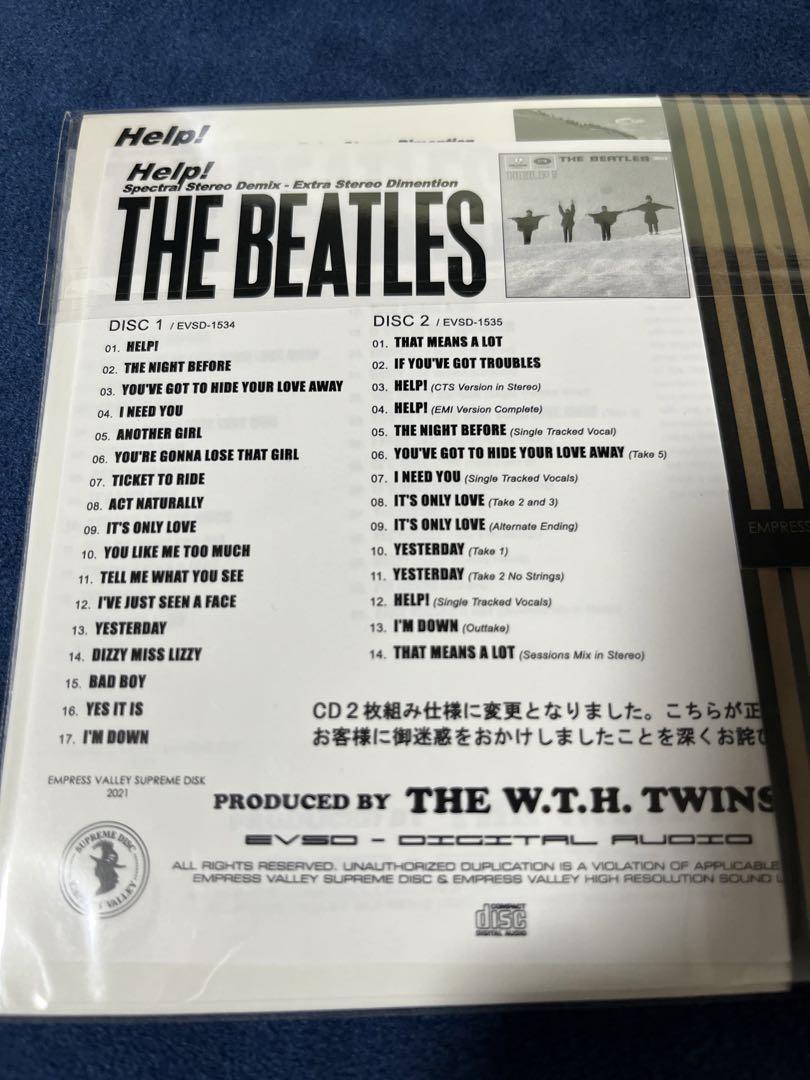 Help!
Help!
Spectral Stereo Demix - Extra Stereo Dimention
THE BEATLES
THE BEATLES
HELP!
DISC 1 / EVSD-1534
01. HELP!
02. THE NIGHT BEFORE
03. YOU'VE GOT TO HIDE YOUR LOVE AWAY
04. I NEED YOU
05. ANOTHER GIRL
06. YOU'RE GONNA LOSE THAT GIRL
07. TICKET TO RIDE
08. ACT NATURALLY
09. IT'S ONLY LOVE
10. YOU LIKE ME TOO MUCH
11. TELL ME WHAT YOU SEE
12. I'VE JUST SEEN A FACE
13. YESTERDAY
14. DIZZY MISS LIZZY
15. BAD BOY
16. YES IT IS
17. I'M DOWN
DISC 2 / EVSD-1535
01. THAT MEANS A LOT
02. IF YOU'VE GOT TROUBLES
03. HELP! (CTS Version in Stereo)
04. HELP! (EMI Version Complete)
05. THE NIGHT BEFORE (Single Tracked Vocal)
06. YOU'VE GOT TO HIDE YOUR LOVE AWAY (Take 5)
07. I NEED YOU (Single Tracked Vocals)
08. IT'S ONLY LOVE (Take 2 and 3)
09. IT'S ONLY LOVE (Alternate Ending)
10. YESTERDAY (Take 1)
11. YESTERDAY (Take 2 No Strings)
12. HELP! (Single Tracked Vocals)
13. I'M DOWN (Outtake)
14. THAT MEANS A LOT (Sessions Mix in Stereo)
EMPRESS
CD2枚組み仕様に変更となりました。こちらが正
お客様に御迷惑をおかけしましたことを深くお詫び
EMPRESS VALLEY SUPREME DISK
2021
PRODUCED BY THE W.T.H. TWINS
EVSD - DIGITAL AUDIO
SUPREME DISC
VALLEY
ALL RIGHTS RESERVED. UNAUTHORIZED DUPLICATION IS A VIOLATION OF APPLICABLE
EMPRESS VALLEY SUPREME DISC & EMPRESS VALLEY HIGH RESOLUTION SOUND
COMPACT
disc
DIGITAL AUDIO